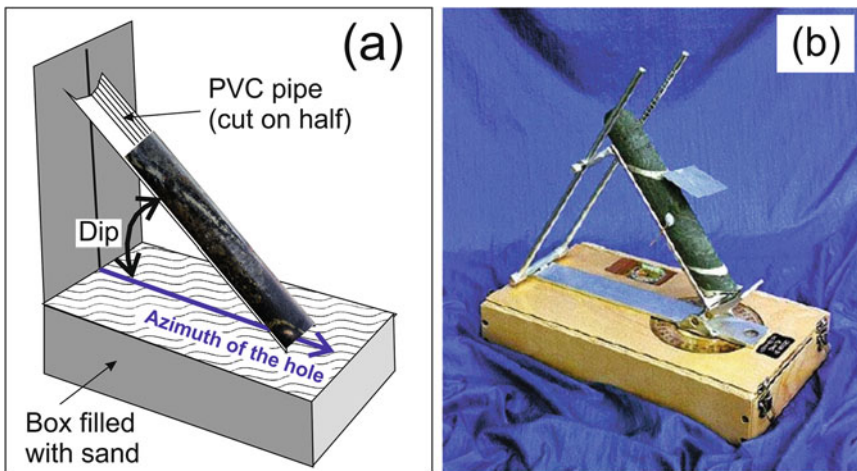 (a)
PVC pipe
(cut on half)
Dip
Azimuth of the hole
Box filled
with sand
(b)